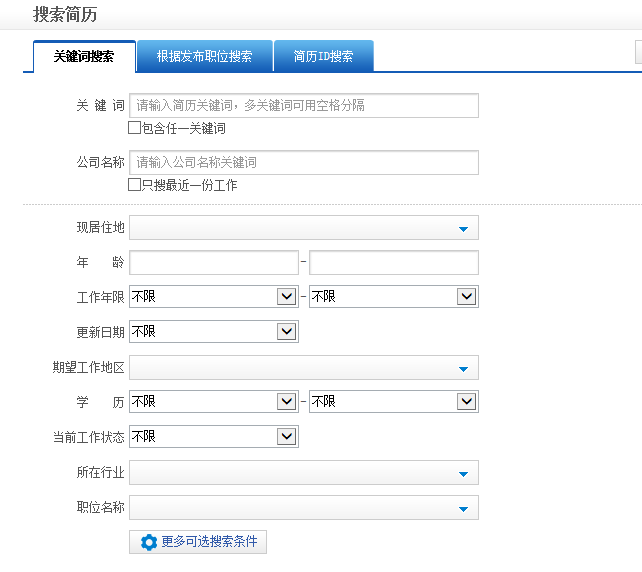 搜索简历
关键词搜索 根据发布职位搜索 简历ID搜索
关 键 词 请输入简历关键词，多关键词可用空格分隔
包含任一关键词
公司名称 请输入公司名称关键词
只搜最近一份工作
现居住地
年 龄 -
工作年限 不限 - 不限
更新日期 不限
期望工作地区
学 历 不限 - 不限
当前工作状态 不限
所在行业
职位名称
更多可选搜索条件